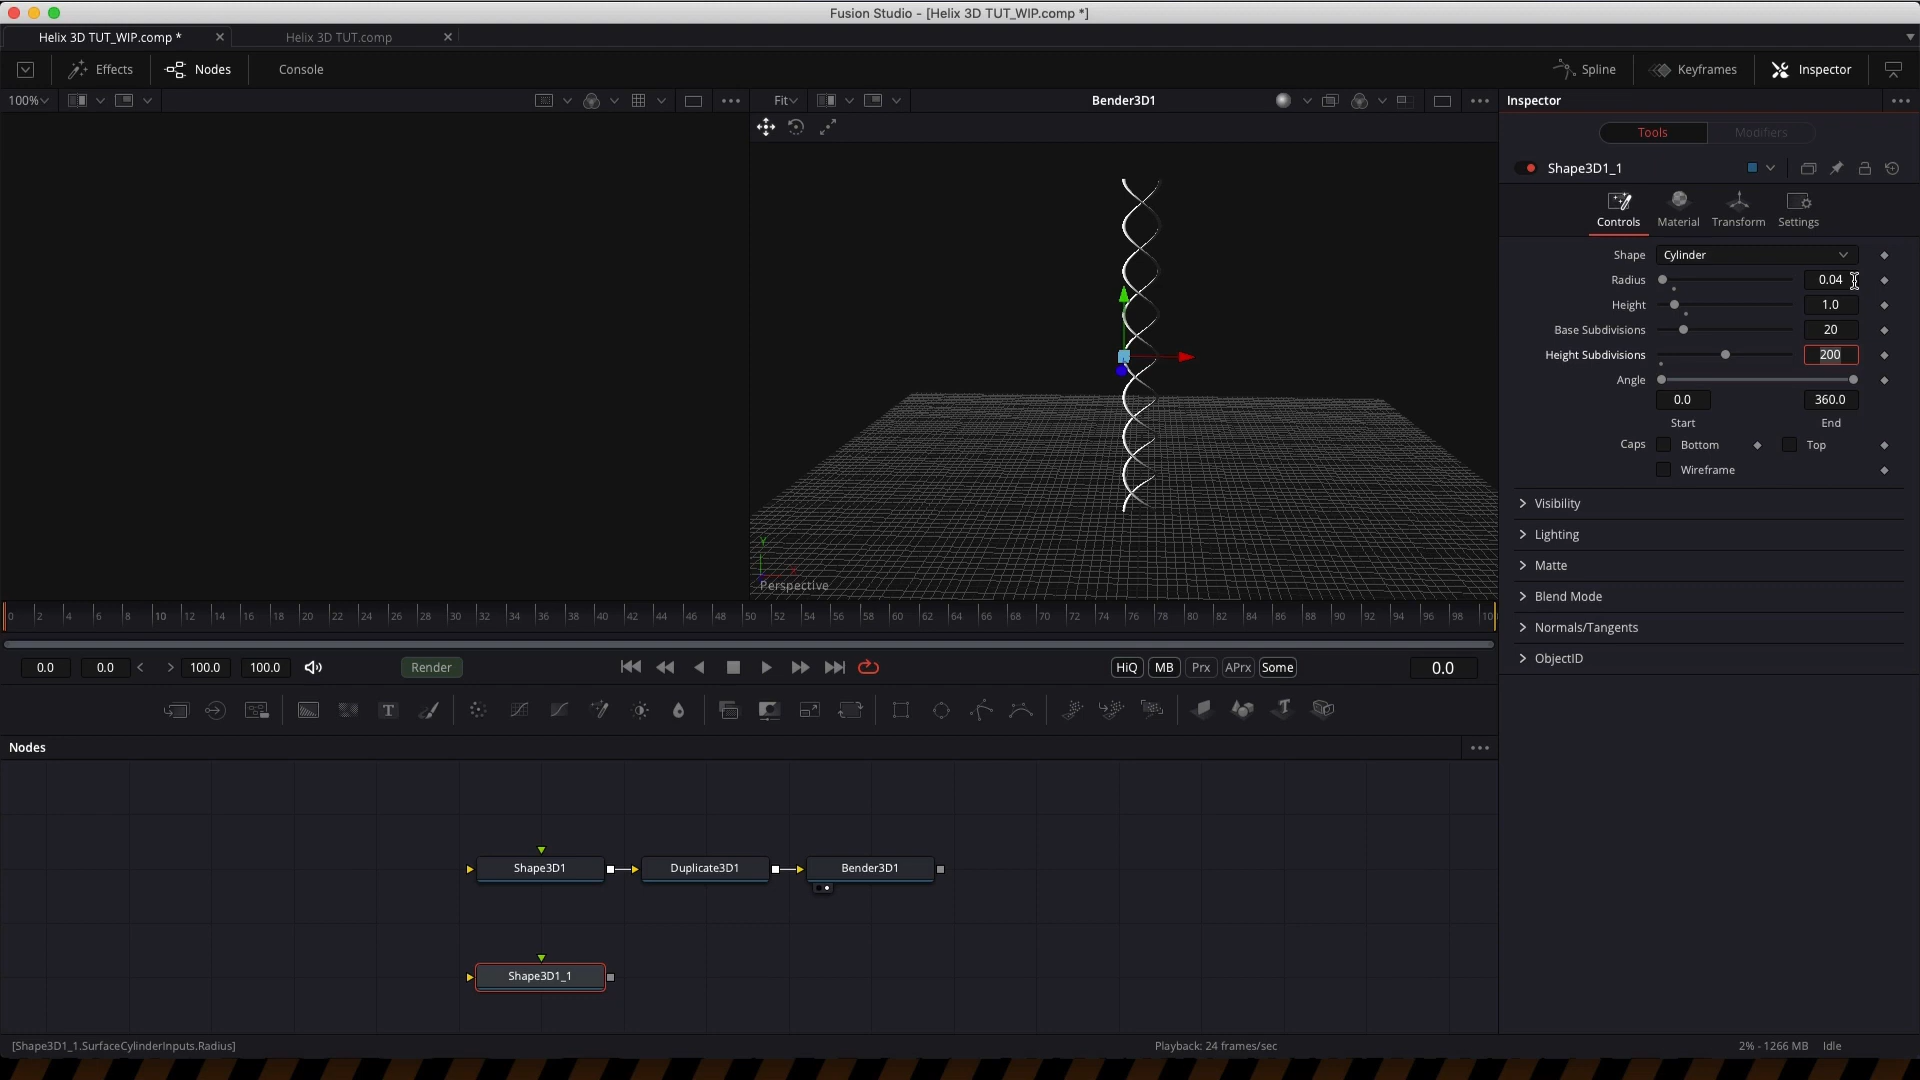 Fusion Studio - [Helix 3D TUT_WIP.comp *]
Helix 3D TUT_WIP.comp *
Helix 3D TUT.comp
Effects
Nodes
Console
Spline
Keyframes
Inspector
100%
Fit
Bender3D1
Inspector
Tools
Modifiers
Shape3D1_1
Controls
Material
Transform
Settings
Shape
Cylinder
Radius
0.04
Height
1.0
Base Subdivisions
20
Height Subdivisions
200
Angle
0.0
360.0
Start
End
Caps
Bottom
Top
Wireframe
Visibility
Lighting
Matte
Blend Mode
Normals/Tangents
ObjectID
Y
Perspective
0 2 4 6 8 10 12 14 16 18 20 22 24 26 28 30 32 34 36 38 40 42 44 46 48 50 52 54 56 58 60 62 64 66 68 70 72 74 76 78 80 82 84 86 88 90 92 94 96 98 10
0.0
0.0
100.0
100.0
Render
HiQ
MB
Prx
APrx
Some
0.0
Nodes
Shape3D1
Duplicate3D1
Bender3D1
Shape3D1_1
[Shape3D1_1.SurfaceCylinderInputs.Radius]
Playback: 24 frames/sec
2% - 1266 MB
Idle